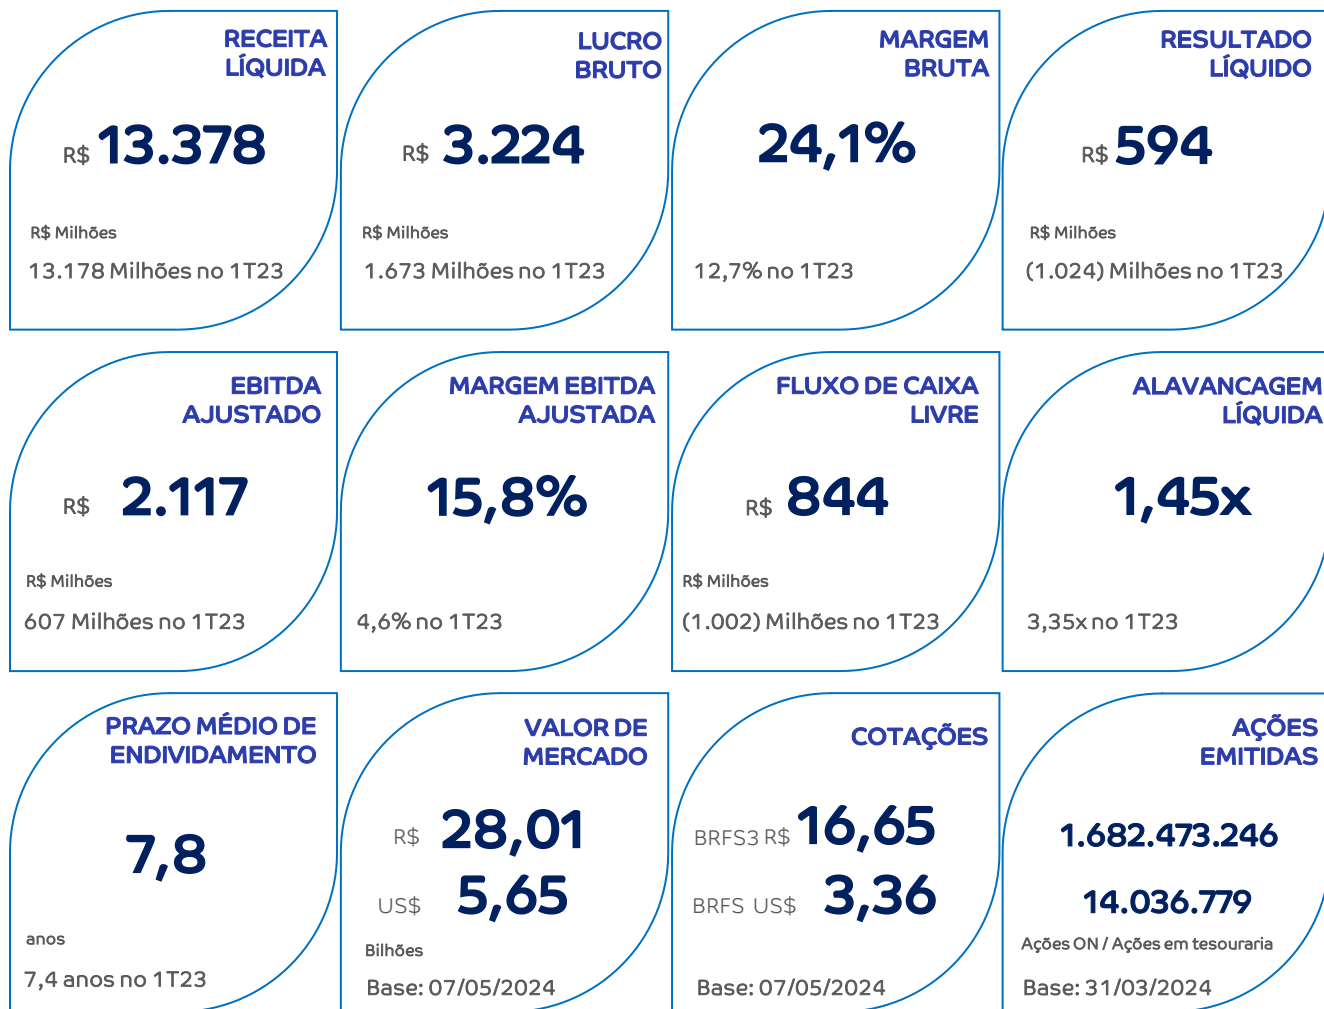 RECEITA
LÍQUIDA
R$ 13.378
R$ Milhões
13.178 Milhões no 1T23
LUCRO
BRUTO
R$ 3.224
R$ Milhões
1.673 Milhões no 1T23
MARGEM
BRUTA
24,1%
12,7% no 1T23
RESULTADO
LÍQUIDO
R$ 594
R$ Milhões
(1.024) Milhões no 1T23
EBITDA
AJUSTADO
R$ 2.117
R$ Milhões
607 Milhões no 1T23
MARGEM EBITDA
AJUSTADA
15,8%
4,6% no 1T23
FLUXO DE CAIXA
LIVRE
R$ 844
R$ Milhões
(1.002) Milhões no 1T23
ALAVANCAGEM
LÍQUIDA
1,45x
3,35x no 1T23
PRAZO MÉDIO DE
ENDIVIDAMENTO
7,8
anos
7,4 anos no 1T23
VALOR DE
MERCADO
R$ 28,01
US$ 5,65
Bilhões
Base: 07/05/2024
COTAÇÕES
BRFS3 R$ 16,65
BRFS US$ 3,36
Base: 07/05/2024
AÇÕES
EMITIDAS
1.682.473.246
14.036.779
Ações ON / Ações em tesouraria
Base: 31/03/2024